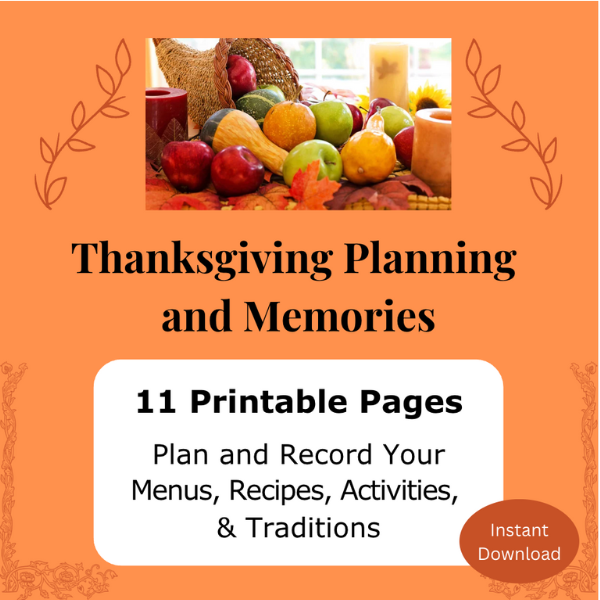 Thanksgiving Planning
and Memories
11 Printable Pages
Plan and Record Your
Menus, Recipes, Activities,
& Traditions
Instant
Download